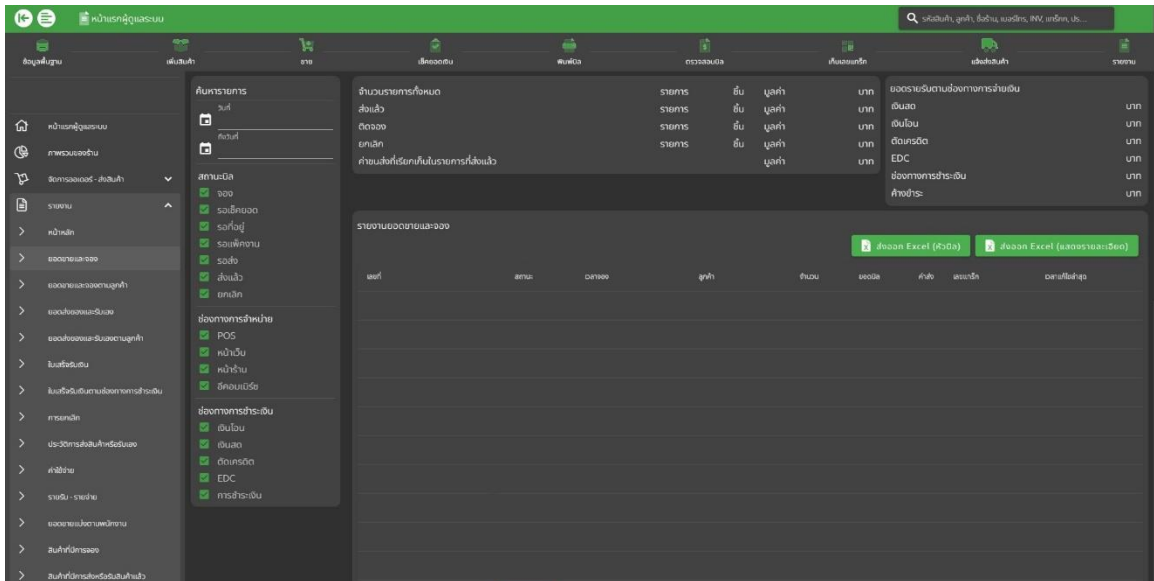 หน้าแรกผู้ดูแลระบบ
รหัสสินค้า, ลูกค้า, ชื่อร้าน, เบอร์โทร, INV, แทร็กก, ประ...
ข้อมูลพื้นฐาน
เพิ่มสินค้า
ขาย
เช็คยอดเงิน
พิมพ์บิล
ตรวจสอบบิล
เก็บเลขแทร็ก
แจ้งส่งสินค้า
รายงาน
หน้าแรกผู้ดูแลระบบ
ภาพรวมของร้าน
จัดการออเดอร์ - ส่งสินค้า
รายงาน
หน้าหลัก
ยอดขายและจอง
ยอดขายและจองตามลูกค้า
ยอดส่งของและรับเอง
ยอดส่งของและรับเองตามลูกค้า
ใบเสร็จรับเงิน
ใบเสร็จรับเงินตามช่องทางการชำระเงิน
การยกเลิก
ประวัติการส่งสินค้าหรือรับเอง
ค่าใช้จ่าย
รายรับ - รายจ่าย
ยอดขายแบ่งตามพนักงาน
สินค้าที่มีการจอง
สินค้าที่มีการส่งหรือรับสินค้าแล้ว
ค้นหารายการ
วันที่
ถึงวันที่
สถานะบิล
จอง
รอเช็คยอด
รอที่อยู่
รอแพ็คงาน
รอส่ง
ส่งแล้ว
ยกเลิก
ช่องทางการจำหน่าย
POS
หน้าเว็บ
หน้าร้าน
อีคอมเมิร์ซ
ช่องทางการชำระเงิน
เงินโอน
เงินสด
ตัดเครดิต
EDC
การชำระเงิน
จำนวนรายการทั้งหมด รายการ ชิ้น มูลค่า บาท
ส่งแล้ว รายการ ชิ้น มูลค่า บาท
ติดจอง รายการ ชิ้น มูลค่า บาท
ยกเลิก รายการ ชิ้น มูลค่า บาท
ค่าขนส่งที่เรียกเก็บในรายการที่ส่งแล้ว มูลค่า บาท
ยอดรายรับตามช่องทางการจ่ายเงิน
เงินสด บาท
เงินโอน บาท
ตัดเครดิต บาท
EDC บาท
ช่องทางการชำระเงิน บาท
ค้างชำระ: บาท
รายงานยอดขายและจอง
ส่งออก Excel (หัวบิล)
ส่งออก Excel (แสดงรายละเอียด)
เลขที่ สถานะ เวลาจอง ลูกค้า จำนวน ยอดบิล ค่าส่ง เลขแทร็ก เวลาแก้ไขล่าสุด